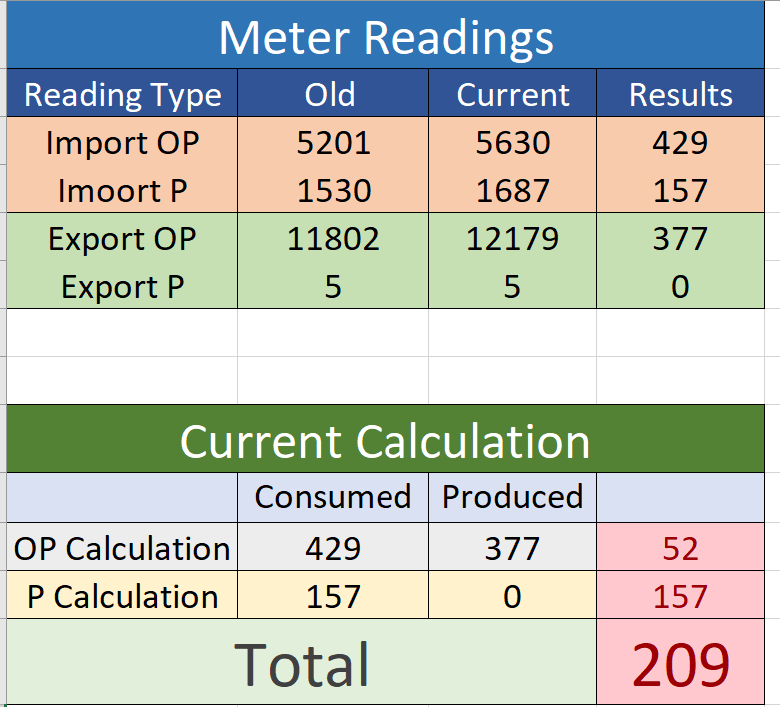 Meter Readings
Reading Type Old Current Results
Import OP 5201 5630 429
Imoort P 1530 1687 157
Export OP 11802 12179 377
Export P 5 5 0
Current Calculation
Consumed Produced
OP Calculation 429 377 52
P Calculation 157 0 157
Total 209